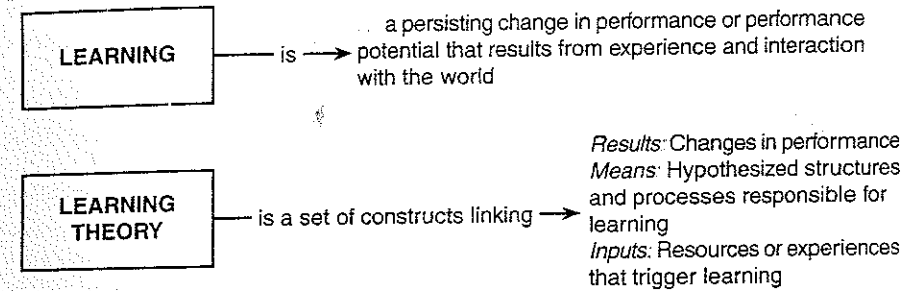 LEARNING
is
a persisting change in performance or performance
potential that results from experience and interaction
with the world
LEARNING
THEORY
is a set of constructs linking
Results: Changes in performance
Means: Hypothesized structures
and processes responsible for
learning
Inputs: Resources or experiences
that trigger learning